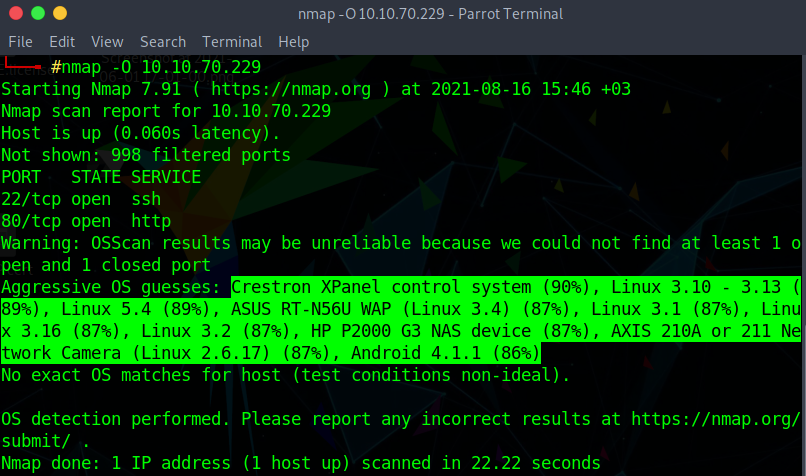 nmap -O 10.10.70.229 - Parrot Terminal
File Edit View Search Terminal Help
#nmap -O 10.10.70.229
Starting Nmap 7.91 ( https://nmap.org ) at 2021-08-16 15:46 +03
Nmap scan report for 10.10.70.229
Host is up (0.060s latency).
Not shown: 998 filtered ports
PORT   STATE SERVICE
22/tcp open  ssh
80/tcp open  http
Warning: OSScan results may be unreliable because we could not find at least 1 o
pen and 1 closed port
Aggressive OS guesses: Crestron XPanel control system (90%), Linux 3.10 - 3.13 (
89%), Linux 5.4 (89%), ASUS RT-N56U WAP (Linux 3.4) (87%), Linux 3.1 (87%), Linu
x 3.16 (87%), Linux 3.2 (87%), HP P2000 G3 NAS device (87%), AXIS 210A or 211 Ne
twork Camera (Linux 2.6.17) (87%), Android 4.1.1 (86%)
No exact OS matches for host (test conditions non-ideal).

OS detection performed. Please report any incorrect results at https://nmap.org/
submit/ .
Nmap done: 1 IP address (1 host up) scanned in 22.22 seconds